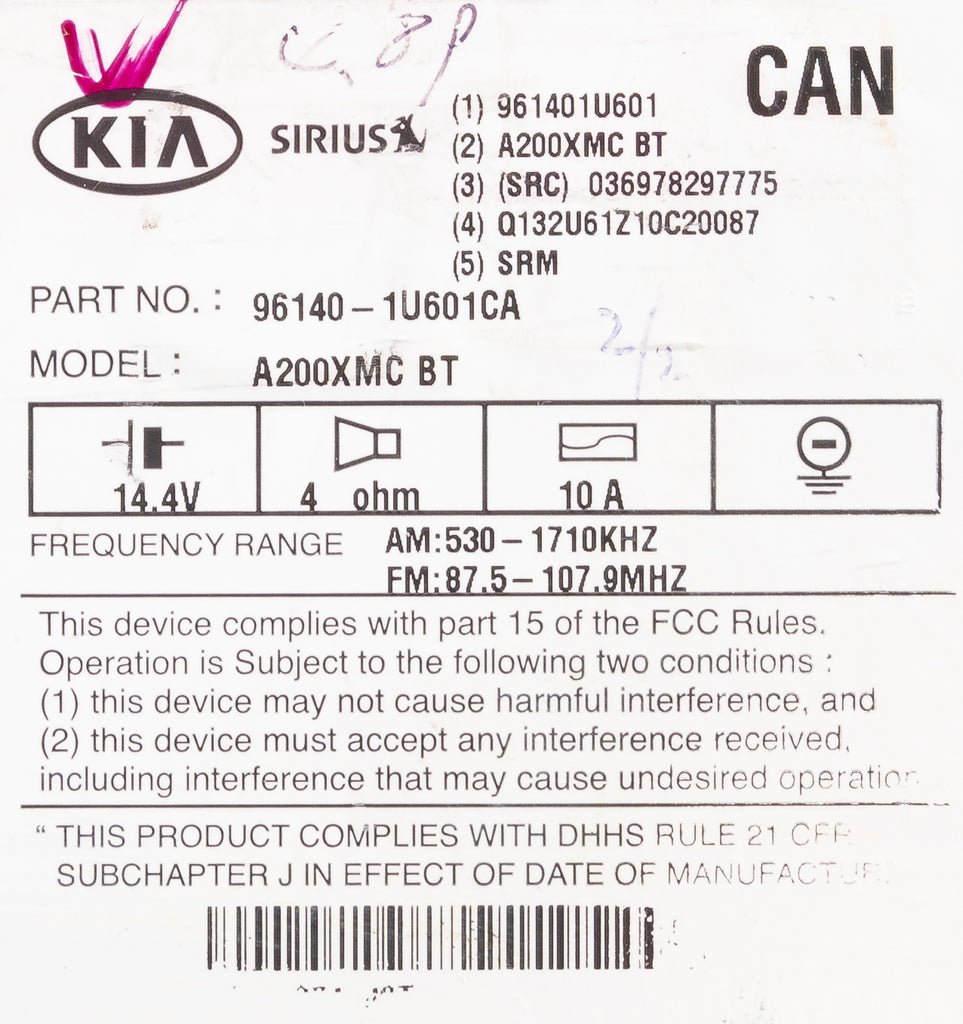 KIA
SIRIUS
CAN
(1) 961401U601
(2) A200XMC BT
(3) (SRC) 036978297775
(4) Q132U61Z10C20087
(5) SRM
PART NO. : 96140-1U601CA
MODEL : A200XMC BT
14.4V 4 ohm 10 A
FREQUENCY RANGE AM:530-1710KHZ
FM:87.5-107.9MHZ
This device complies with part 15 of the FCC Rules.
Operation is Subject to the following two conditions :
(1) this device may not cause harmful interference, and
(2) this device must accept any interference received,
including interference that may cause undesired operation
“ THIS PRODUCT COMPLIES WITH DHHS RULE 21 CFR
SUBCHAPTER J IN EFFECT OF DATE OF MANUFACTUR